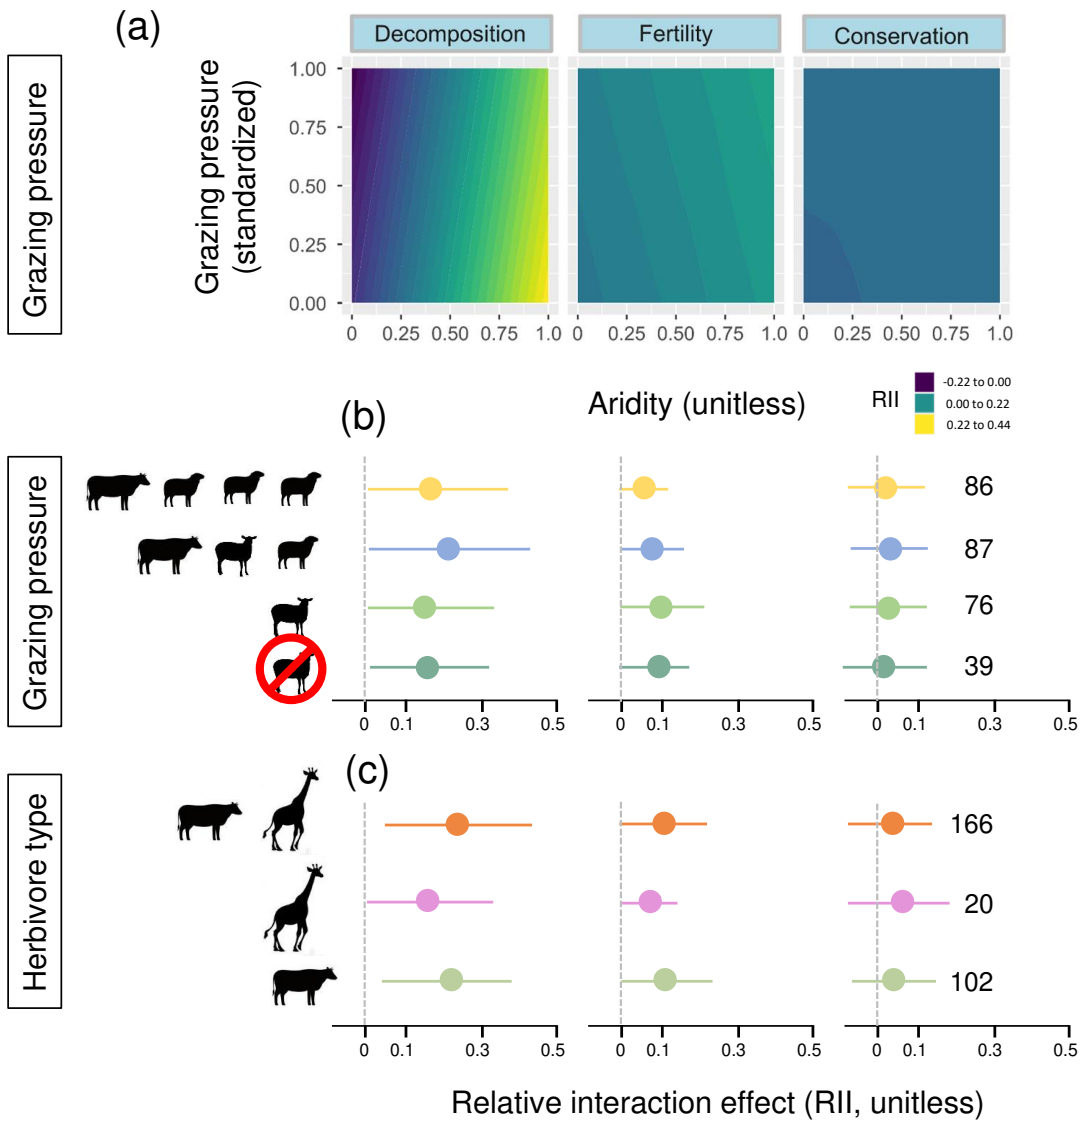 (a)
Decomposition Fertility Conservation
Grazing pressure
Grazing pressure
(standardized)
1.00
0.75
0.50
0.25
0.00
0 0.25 0.50 0.75 1.0 0 0.25 0.50 0.75 1.0 0 0.25 0.50 0.75 1.0
Aridity (unitless)
RII
-0.22 to 0.00
0.00 to 0.22
0.22 to 0.44
(b)
Grazing pressure
86
87
76
39
0 0.1 0.3 0.5 0 0.1 0.3 0.5 0 0.1 0.3 0.5
(c)
Herbivore type
166
20
102
0 0.1 0.3 0.5 0 0.1 0.3 0.5 0 0.1 0.3 0.5
Relative interaction effect (RII, unitless)